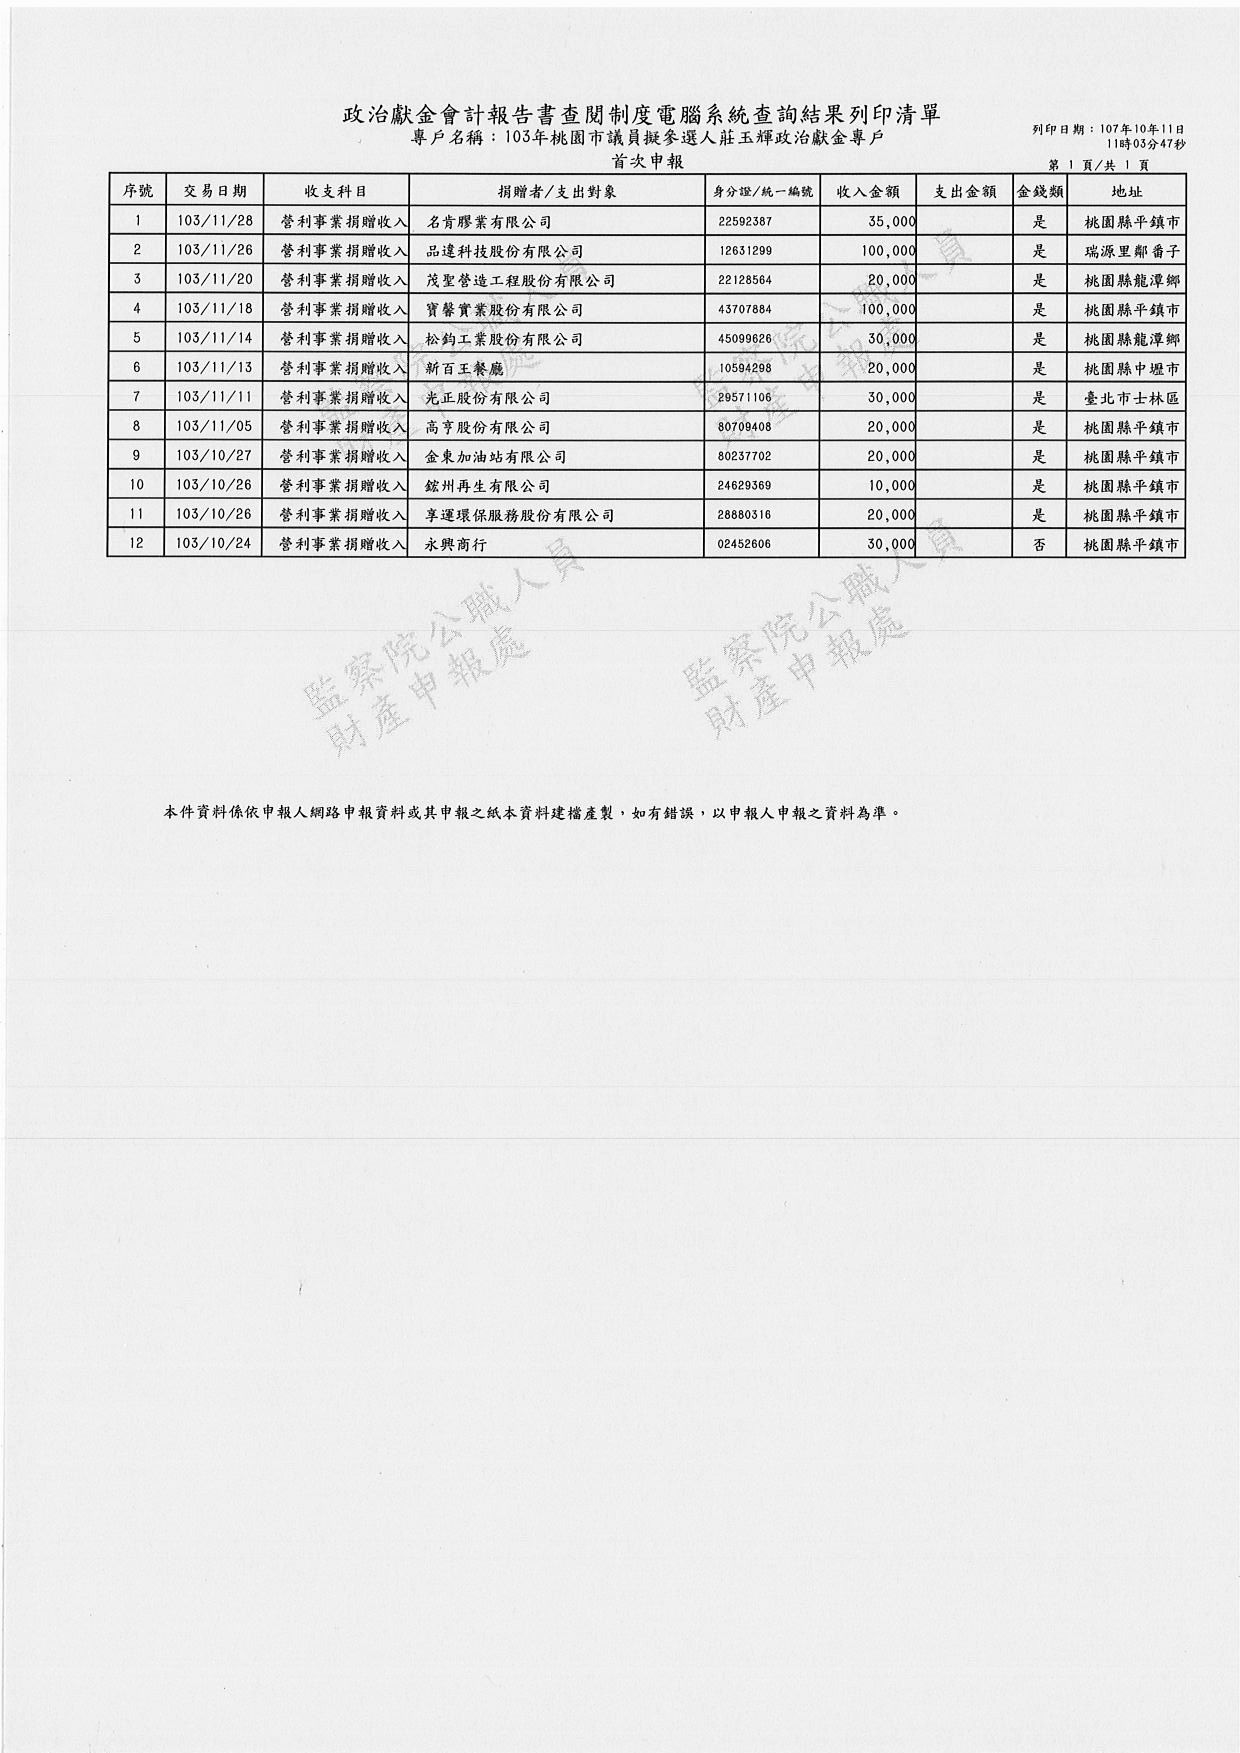 政治獻金會計報告書查閱制度電腦系統查詢結果列印清單
專戶名稱：103年桃園市議員擬參選人莊玉輝政治獻金專戶
首次申報
列印日期：107年10年11日
11時03分47秒
第 1 頁/共 1 頁
序號 交易日期 收支科目 捐贈者/支出對象 身分證/統一編號 收入金額 支出金額 金錢類 地址
1 103/11/28 營利事業捐贈收入 名肯膠業有限公司 22592387 35,000 是 桃園縣平鎮市
2 103/11/26 營利事業捐贈收入 品違科技股份有限公司 12631299 100,000 是 瑞源里鄰番子
3 103/11/20 營利事業捐贈收入 茂聖營造工程股份有限公司 22128564 20,000 是 桃園縣龍潭鄉
4 103/11/18 營利事業捐贈收入 寶馨實業股份有限公司 43707884 100,000 是 桃園縣平鎮市
5 103/11/14 營利事業捐贈收入 松鈞工業股份有限公司 45099626 30,000 是 桃園縣龍潭鄉
6 103/11/13 營利事業捐贈收入 新百王餐廳 10594298 20,000 是 桃園縣中壢市
7 103/11/11 營利事業捐贈收入 光正股份有限公司 29571106 30,000 是 臺北市士林區
8 103/11/05 營利事業捐贈收入 高亨股份有限公司 80709408 20,000 是 桃園縣平鎮市
9 103/10/27 營利事業捐贈收入 金東加油站有限公司 80237702 20,000 是 桃園縣平鎮市
10 103/10/26 營利事業捐贈收入 鋐州再生有限公司 24629369 10,000 是 桃園縣平鎮市
11 103/10/26 營利事業捐贈收入 享運環保服務股份有限公司 28880316 20,000 是 桃園縣平鎮市
12 103/10/24 營利事業捐贈收入 永興商行 02452606 30,000 否 桃園縣平鎮市
監察院公職人員
財產申報處
監察院公職人員
財產申報處
監察院公職人員
財產申報處
監察院公職人員
財產申報處
本件資料係依申報人網路申報資料或其申報之紙本資料建檔產製，如有錯誤，以申報人申報之資料為準。